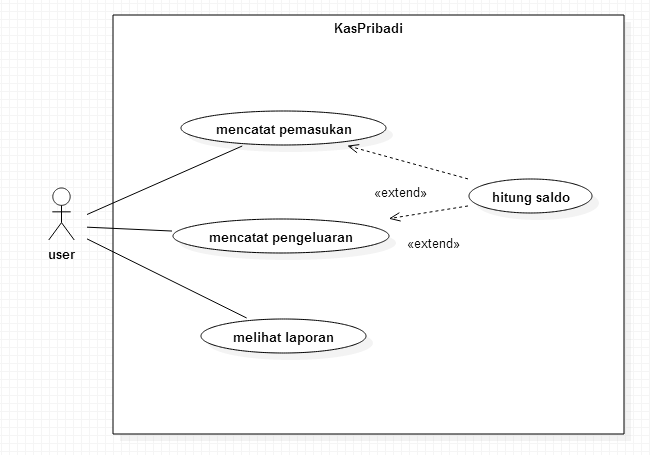 KasPribadi
mencatat pemasukan
«extend»
hitung saldo
mencatat pengeluaran
«extend»
user
melihat laporan